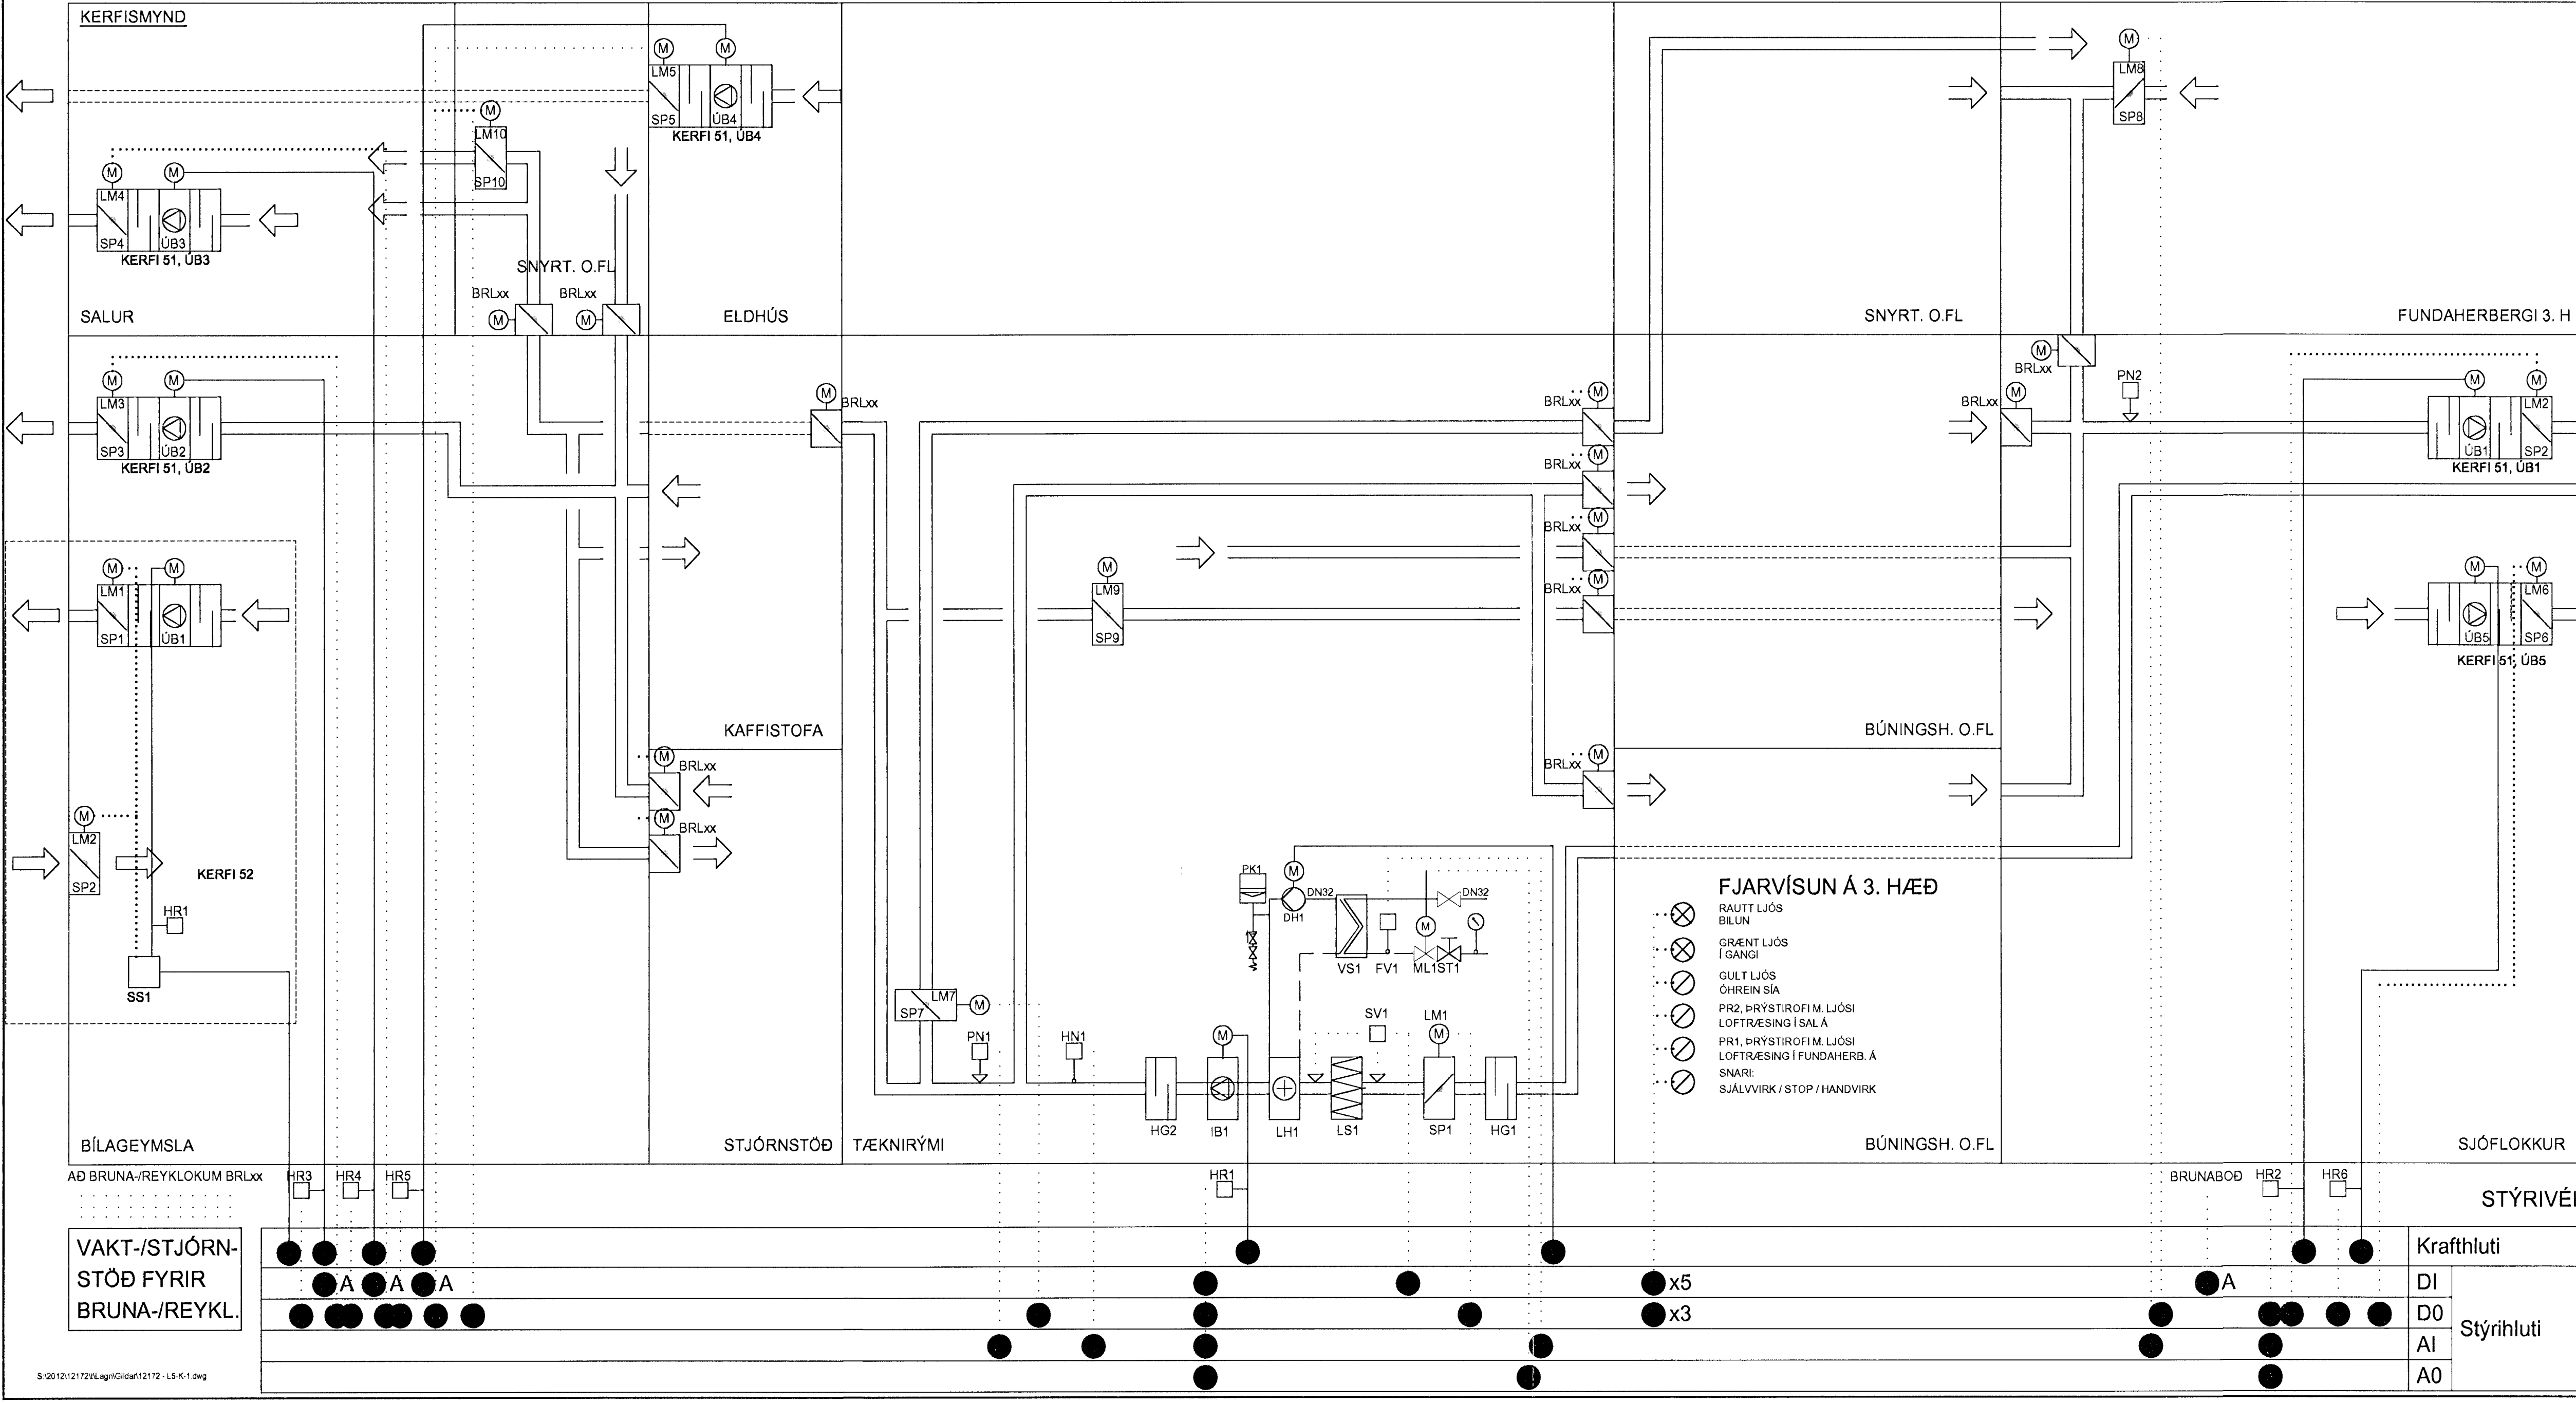 KERFISMYND
M
LM5
SP5
M
ÚB4
KERFI 51, ÚB4
M
LM10
SP10
M
LM4
SP4
M
ÚB3
KERFI 51, ÚB3
SNYRT. O.FL
BRLxx
M
BRLxx
M
SALUR
ELDHÚS
SNYRT. O.FL
M
LM8
SP8
FUNDAHERBERGI 3. H
M
LM3
SP3
M
ÚB2
KERFI 51, ÚB2
M
BRLxx
BRLxx
M
BRLxx
M
BRLxx
M
BRLxx
M
M
BRLxx
BRLxx
M
PN2
M
ÚB1
M
LM2
SP2
KERFI 51, ÚB1
M
LM1
SP1
M
ÚB1
M
LM9
SP9
M
ÚB5
M
LM6
SP6
KERFI 51, ÚB5
KAFFISTOFA
BÚNINGSH. O.FL
M
BRLxx
M
BRLxx
BRLxx
M
M
LM2
SP2
KERFI 52
HR1
SS1
PK1
M
DN32
DH1
DN32
M
VS1
FV1
ML1
ST1
FJARVÍSUN Á 3. HÆÐ
RAUTT LJÓS
BILUN
GRÆNT LJÓS
Í GANGI
GULT LJÓS
ÓHREIN SÍA
PR2, ÞRÝSTIROFI M. LJÓSI
LOFTRÆSING Í SAL Á
PR1, ÞRÝSTIROFI M. LJÓSI
LOFTRÆSING Í FUNDAHERB. Á
SNARI:
SJÁLVVIRK / STOP / HANDVIRK
LM7
SP7
M
PN1
HN1
M
SV1
LM1
M
HG2
IB1
LH1
LS1
SP1
HG1
BÍLAGEYMSLA
STJÓRNSTÖÐ
TÆKNIRÝMI
BÚNINGSH. O.FL
SJÓFLOKKUR
AÐ BRUNA-/REYKLOKUM BRLxx
HR3
HR4
HR5
HR1
BRUNABOÐ
HR2
HR6
STÝRIVÉL
VAKT-/STJÓRN-
STÖÐ FYRIR
BRUNA-/REYKL.
Krafthluti
A
A
A
x5
A
DI
x3
D0
Stýrihluti
AI
A0